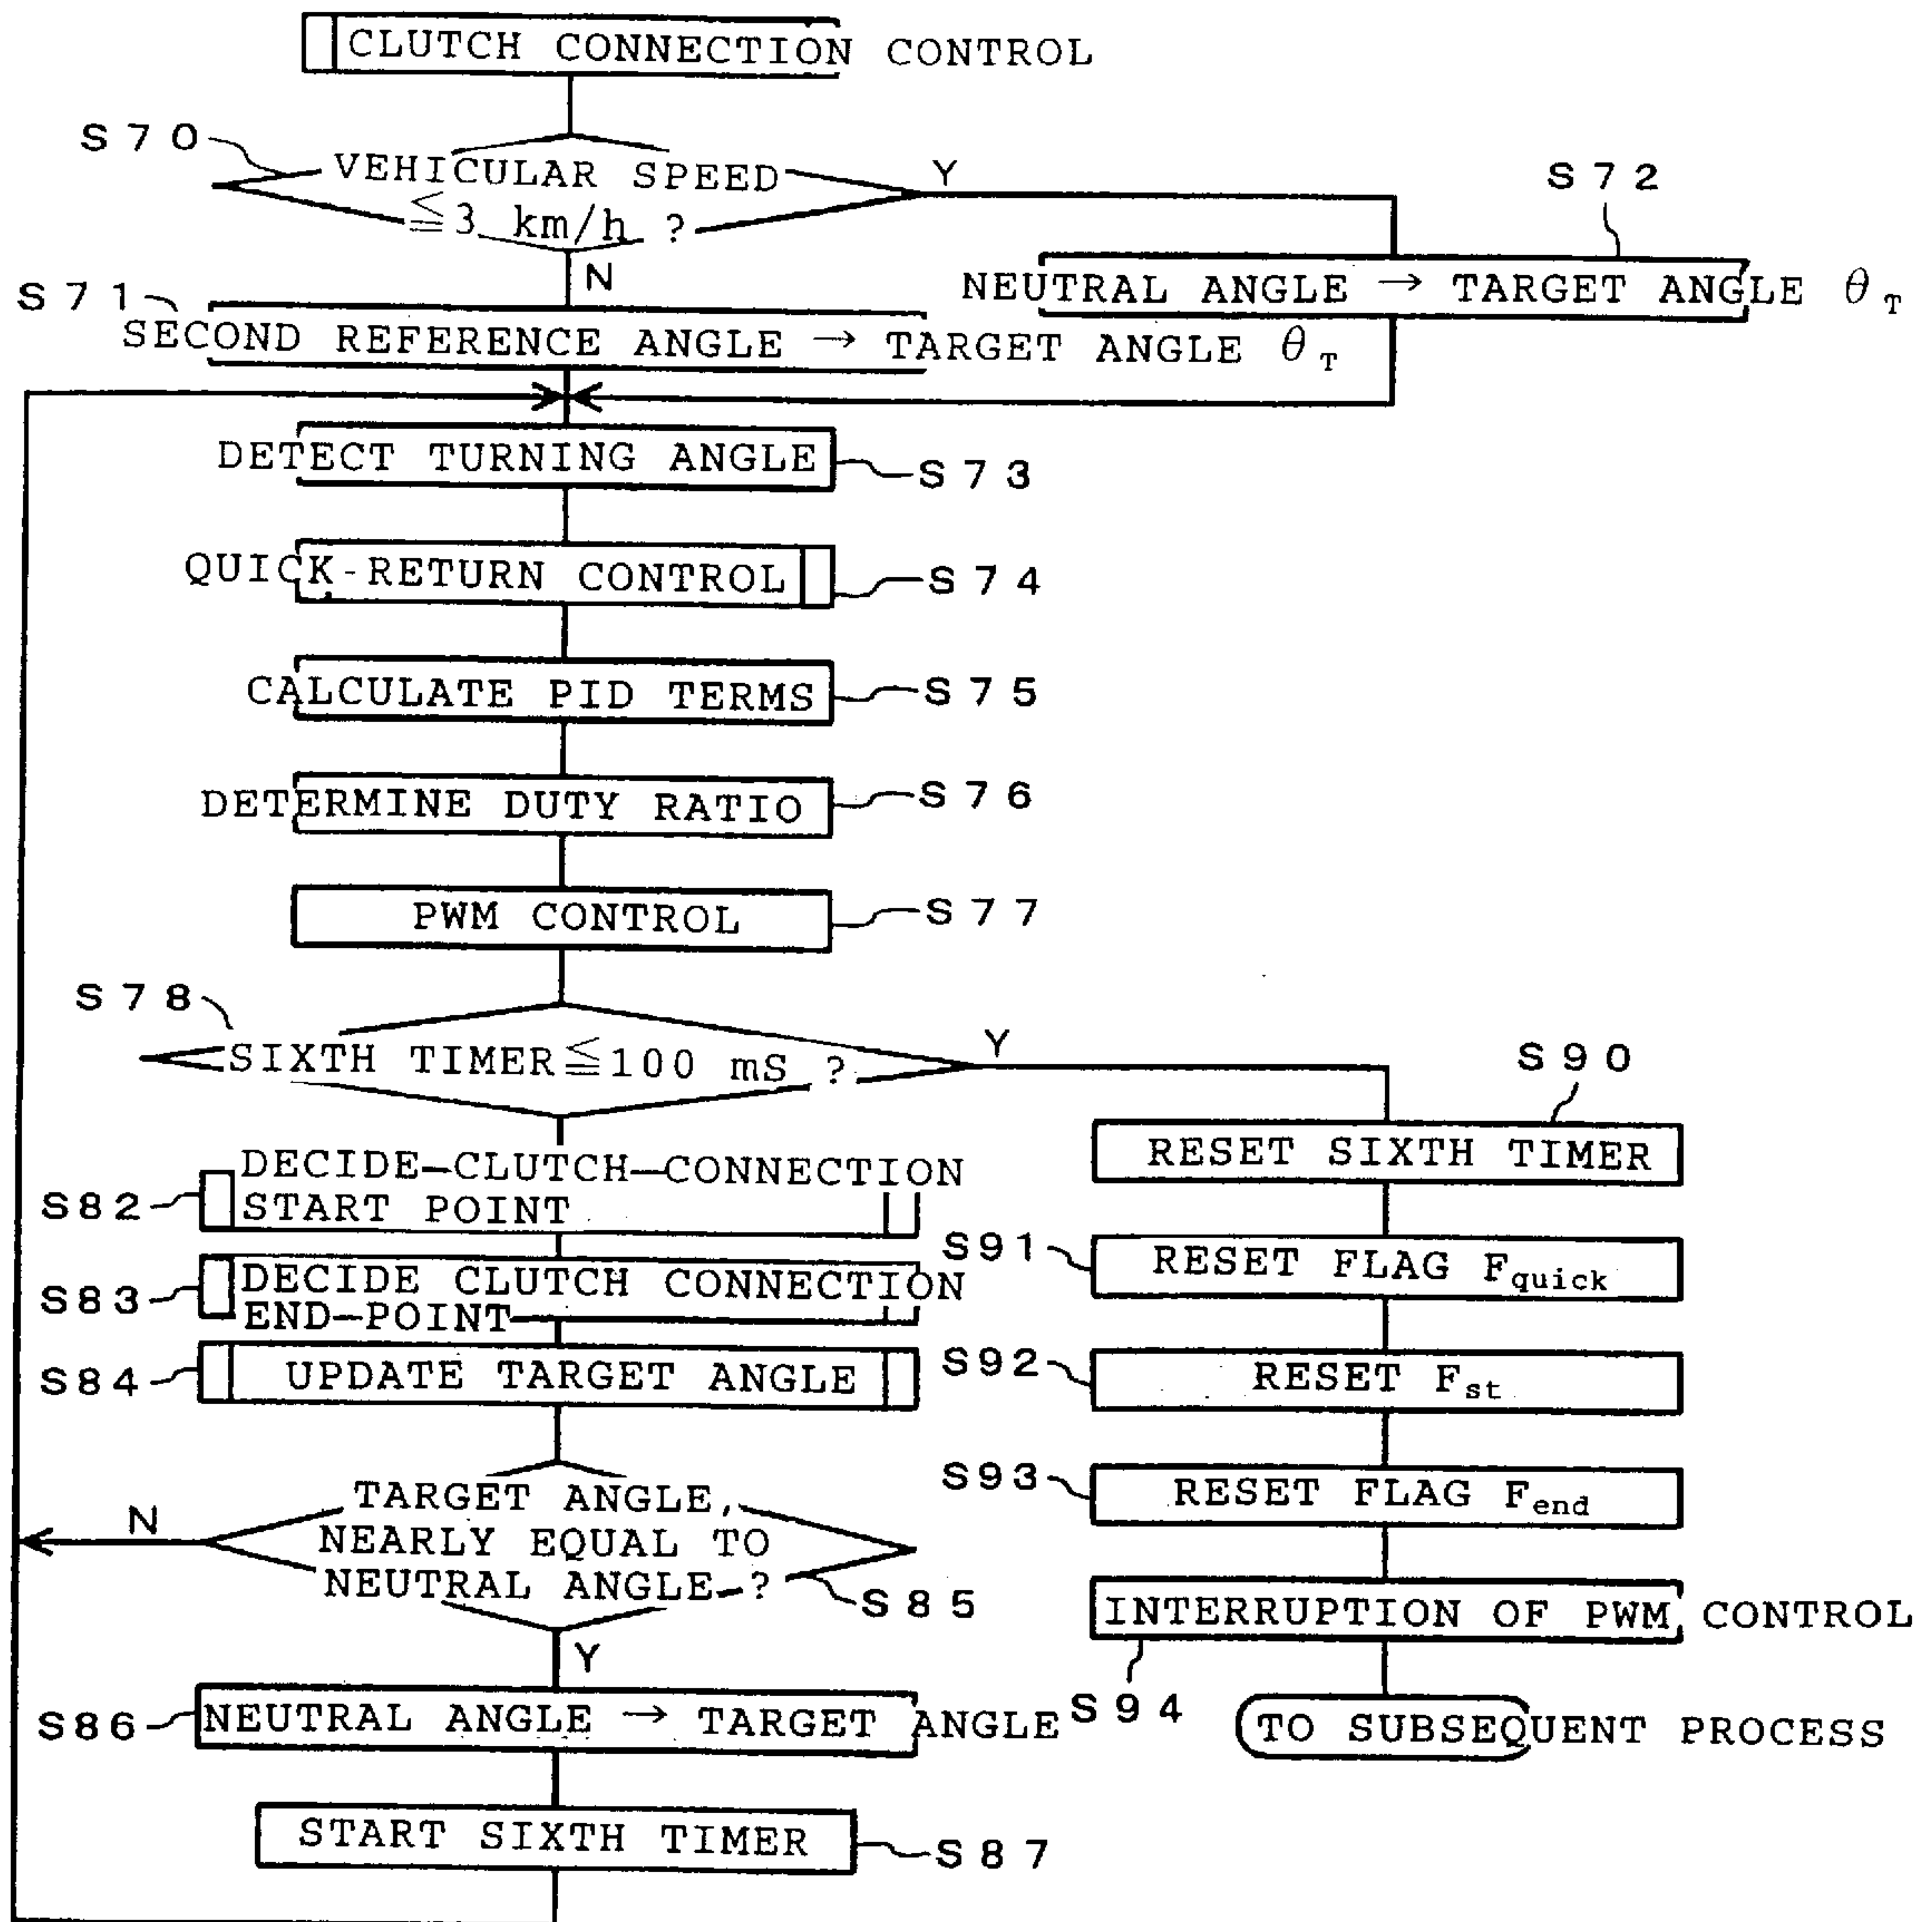 CLUTCH CONNECTION CONTROL
S70
VEHICULAR SPEED
≦3 km/h ?
Y
N
S72
NEUTRAL ANGLE → TARGET ANGLE θT
S71
SECOND REFERENCE ANGLE → TARGET ANGLE θT
DETECT TURNING ANGLE
S73
QUICK-RETURN CONTROL
S74
CALCULATE PID TERMS
S75
DETERMINE DUTY RATIO
S76
PWM CONTROL
S77
S78
SIXTH TIMER≦100 mS ?
Y
S82
DECIDE-CLUTCH-CONNECTION
START POINT
S83
DECIDE CLUTCH CONNECTION
END-POINT
S84
UPDATE TARGET ANGLE
TARGET ANGLE,
NEARLY EQUAL TO
NEUTRAL ANGLE ?
S85
N
Y
S86
NEUTRAL ANGLE → TARGET ANGLE
START SIXTH TIMER
S87
S90
RESET SIXTH TIMER
S91
RESET FLAG Fquick
S92
RESET Fst
S93
RESET FLAG Fend
INTERRUPTION OF PWM CONTROL
S94
TO SUBSEQUENT PROCESS